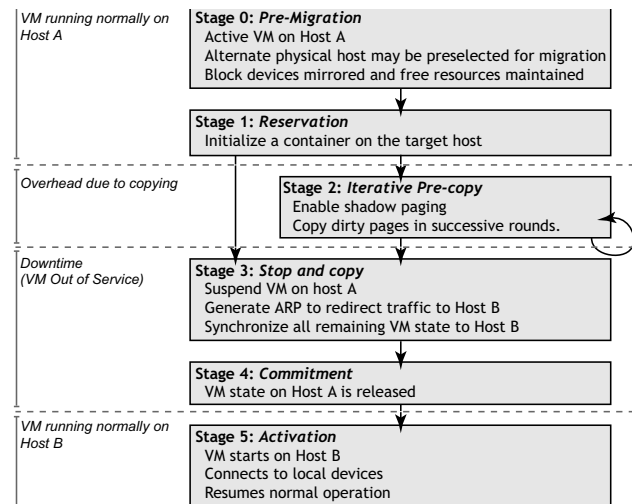 VM running normally on
Host A
Stage 0: Pre-Migration
Active VM on Host A
Alternate physical host may be preselected for migration
Block devices mirrored and free resources maintained
Stage 1: Reservation
Initialize a container on the target host
Overhead due to copying
Stage 2: Iterative Pre-copy
Enable shadow paging
Copy dirty pages in successive rounds.
Downtime
(VM Out of Service)
Stage 3: Stop and copy
Suspend VM on host A
Generate ARP to redirect traffic to Host B
Synchronize all remaining VM state to Host B
Stage 4: Commitment
VM state on Host A is released
VM running normally on
Host B
Stage 5: Activation
VM starts on Host B
Connects to local devices
Resumes normal operation